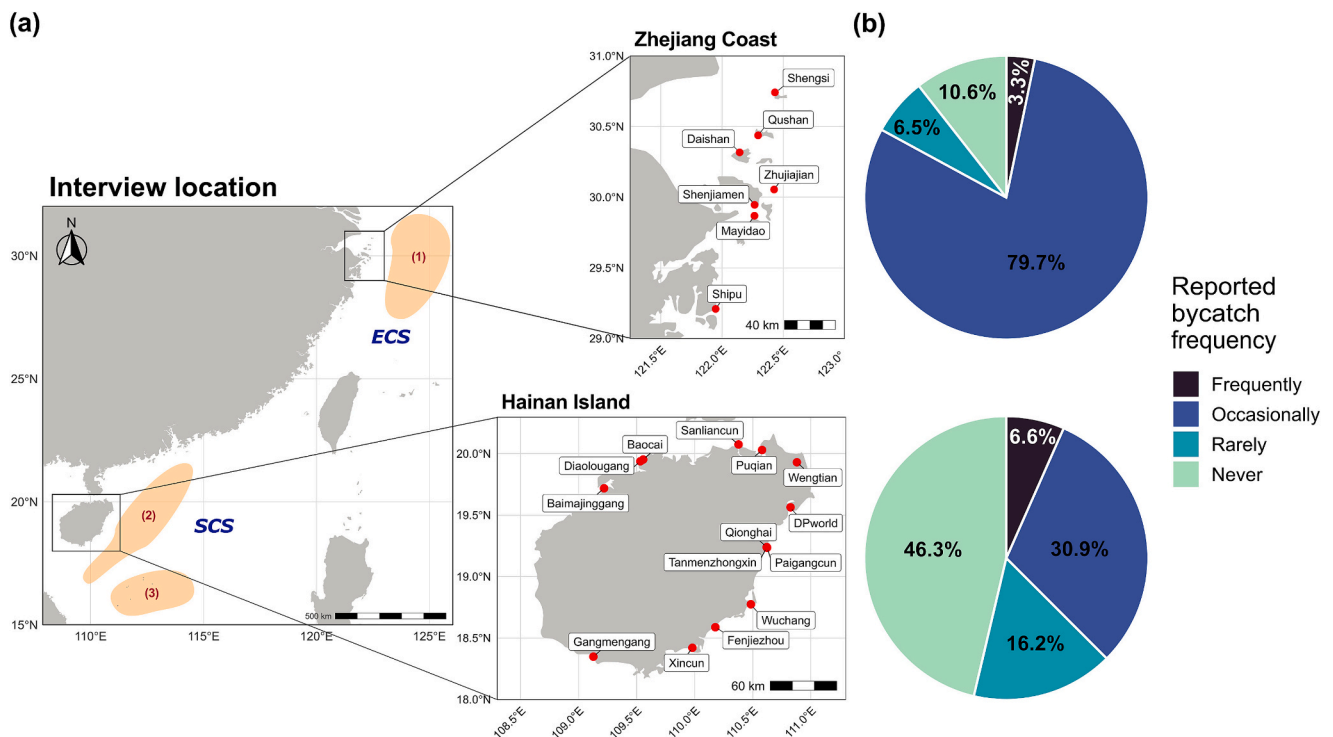 (a)
Interview location
N
30°N
25°N
20°N
15°N
110°E
115°E
120°E
125°E
(1)
ECS
(2)
SCS
(3)
500 km
Zhejiang Coast
31.0°N
30.5°N
30.0°N
29.5°N
29.0°N
121.5°E
122.0°E
122.5°E
123.0°
Shengsi
Qushan
Daishan
Zhujiajian
Shenjiamen
Mayidao
Shipu
40 km
Hainan Island
20.0°N
19.5°N
19.0°N
18.5°N
18.0°N
108.5°E
109.0°E
109.5°E
110.0°E
110.5°E
111.0°E
Sanliancun
Baocai
Diaolougang
Puqian
Wengtian
Baimajinggang
DPworld
Qionghai
Tanmenzhongxin
Paigangcun
Wuchang
Gangmengang
Fenjiezhou
Xincun
60 km
(b)
3.3%
10.6%
6.5%
79.7%
6.6%
46.3%
30.9%
16.2%
Reported
bycatch
frequency
Frequently
Occasionally
Rarely
Never